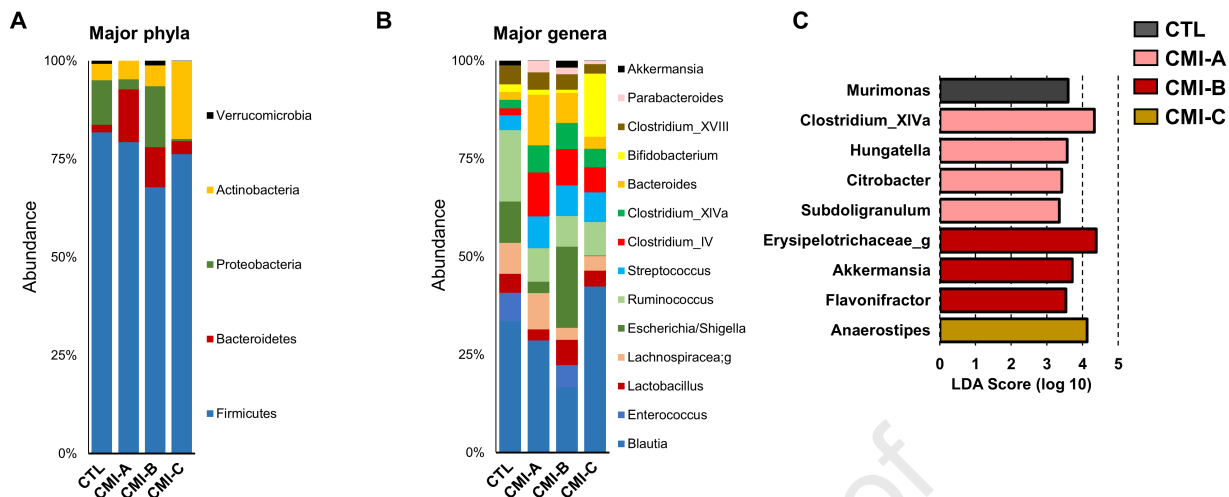 A
Major phyla
100%
75%
50%
25%
0%
Abundance
CTL
CMI-A
CMI-B
CMI-C
Verrucomicrobia
Actinobacteria
Proteobacteria
Bacteroidetes
Firmicutes
B
Major genera
100%
75%
50%
25%
0%
Abundance
CTL
CMI-A
CMI-B
CMI-C
Akkermansia
Parabacteroides
Clostridium_XVIII
Bifidobacterium
Bacteroides
Clostridium_XIVa
Clostridium_IV
Streptococcus
Ruminococcus
Escherichia/Shigella
Lachnospiracea;g
Lactobacillus
Enterococcus
Blautia
C
CTL
CMI-A
CMI-B
CMI-C
Murimonas
Clostridium_XIVa
Hungatella
Citrobacter
Subdoligranulum
Erysipelotrichaceae_g
Akkermansia
Flavonifractor
Anaerostipes
0 1 2 3 4 5
LDA Score (log 10)
of